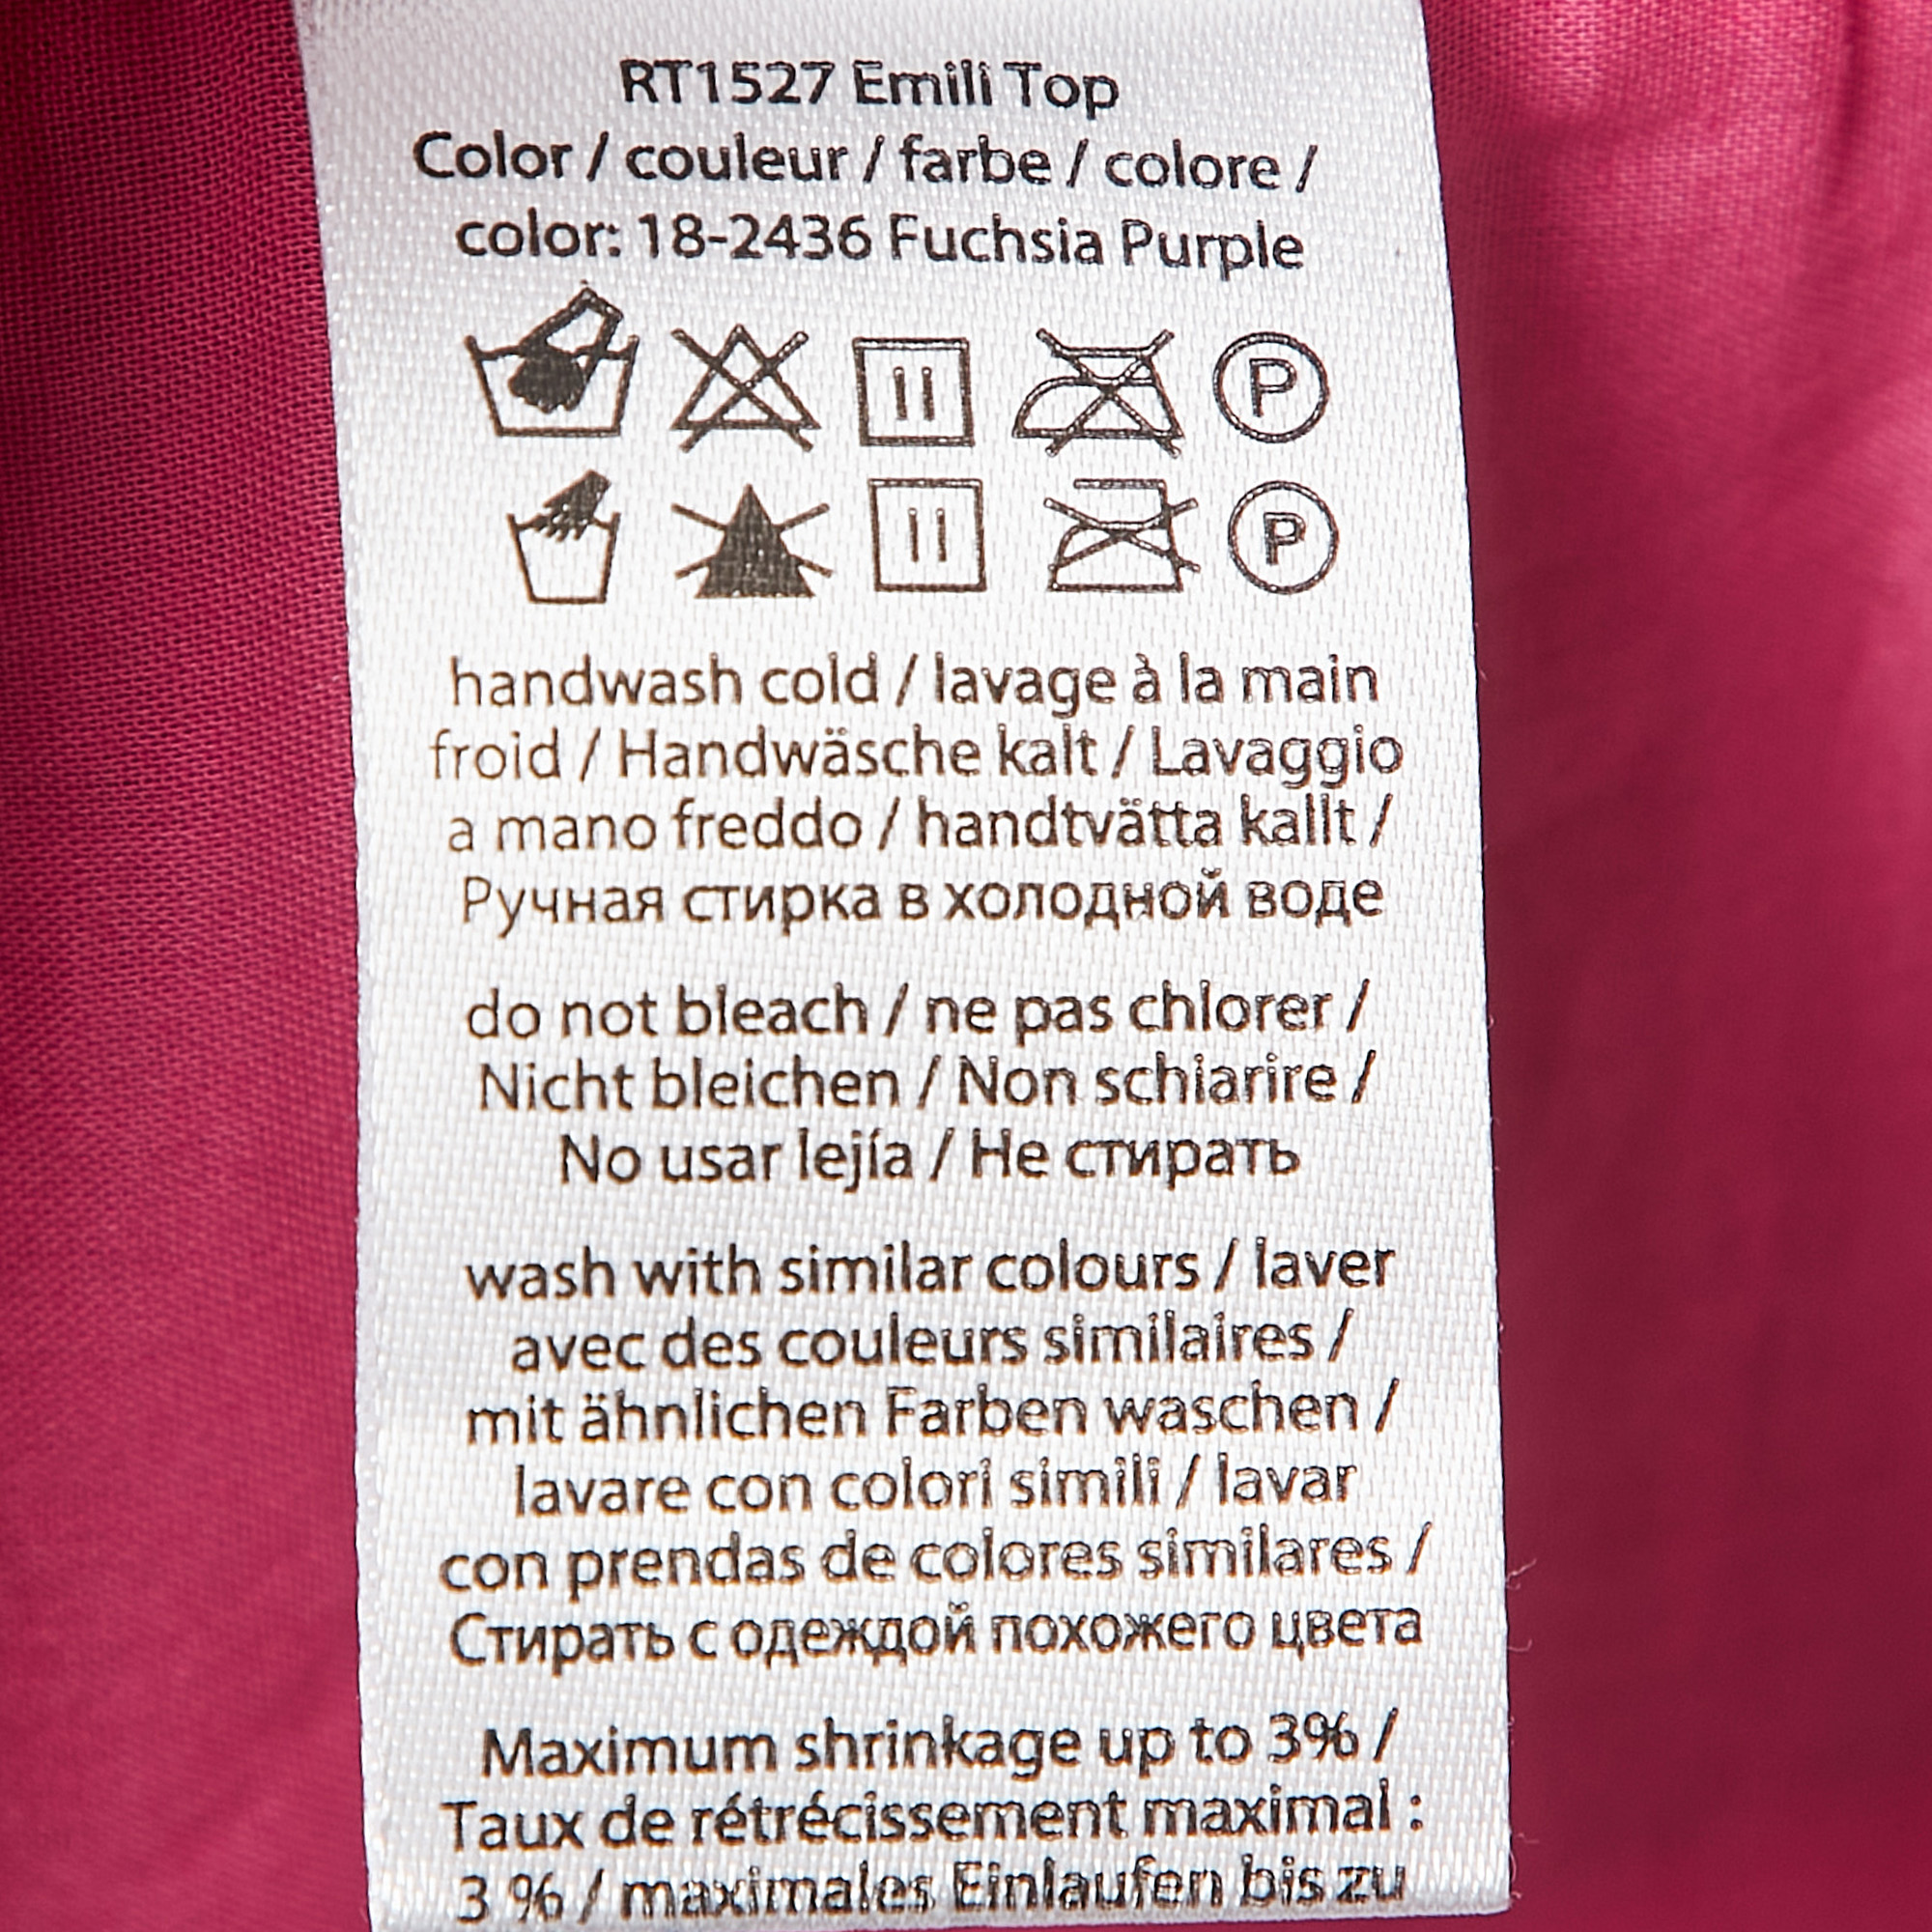 RT1527 Emili Top
Color / couleur / farbe / colore /
color: 18-2436 Fuchsia Purple
P
P
handwash cold / lavage à la main
froid / Handwäsche kalt / Lavaggio
a mano freddo / handtvätta kallt /
Ручная стирка в холодной воде
do not bleach / ne pas chlorer /
Nicht bleichen / Non schiarire /
No usar lejía / Не стирать
wash with similar colours / laver
avec des couleurs similaires /
mit ähnlichen Farben waschen /
lavare con colori simili / lavar
con prendas de colores similares /
Стирать с одеждой похожего цвета
Maximum shrinkage up to 3% /
Taux de rétrécissement maximal :
3 % / maximales Einlaufen bis zu